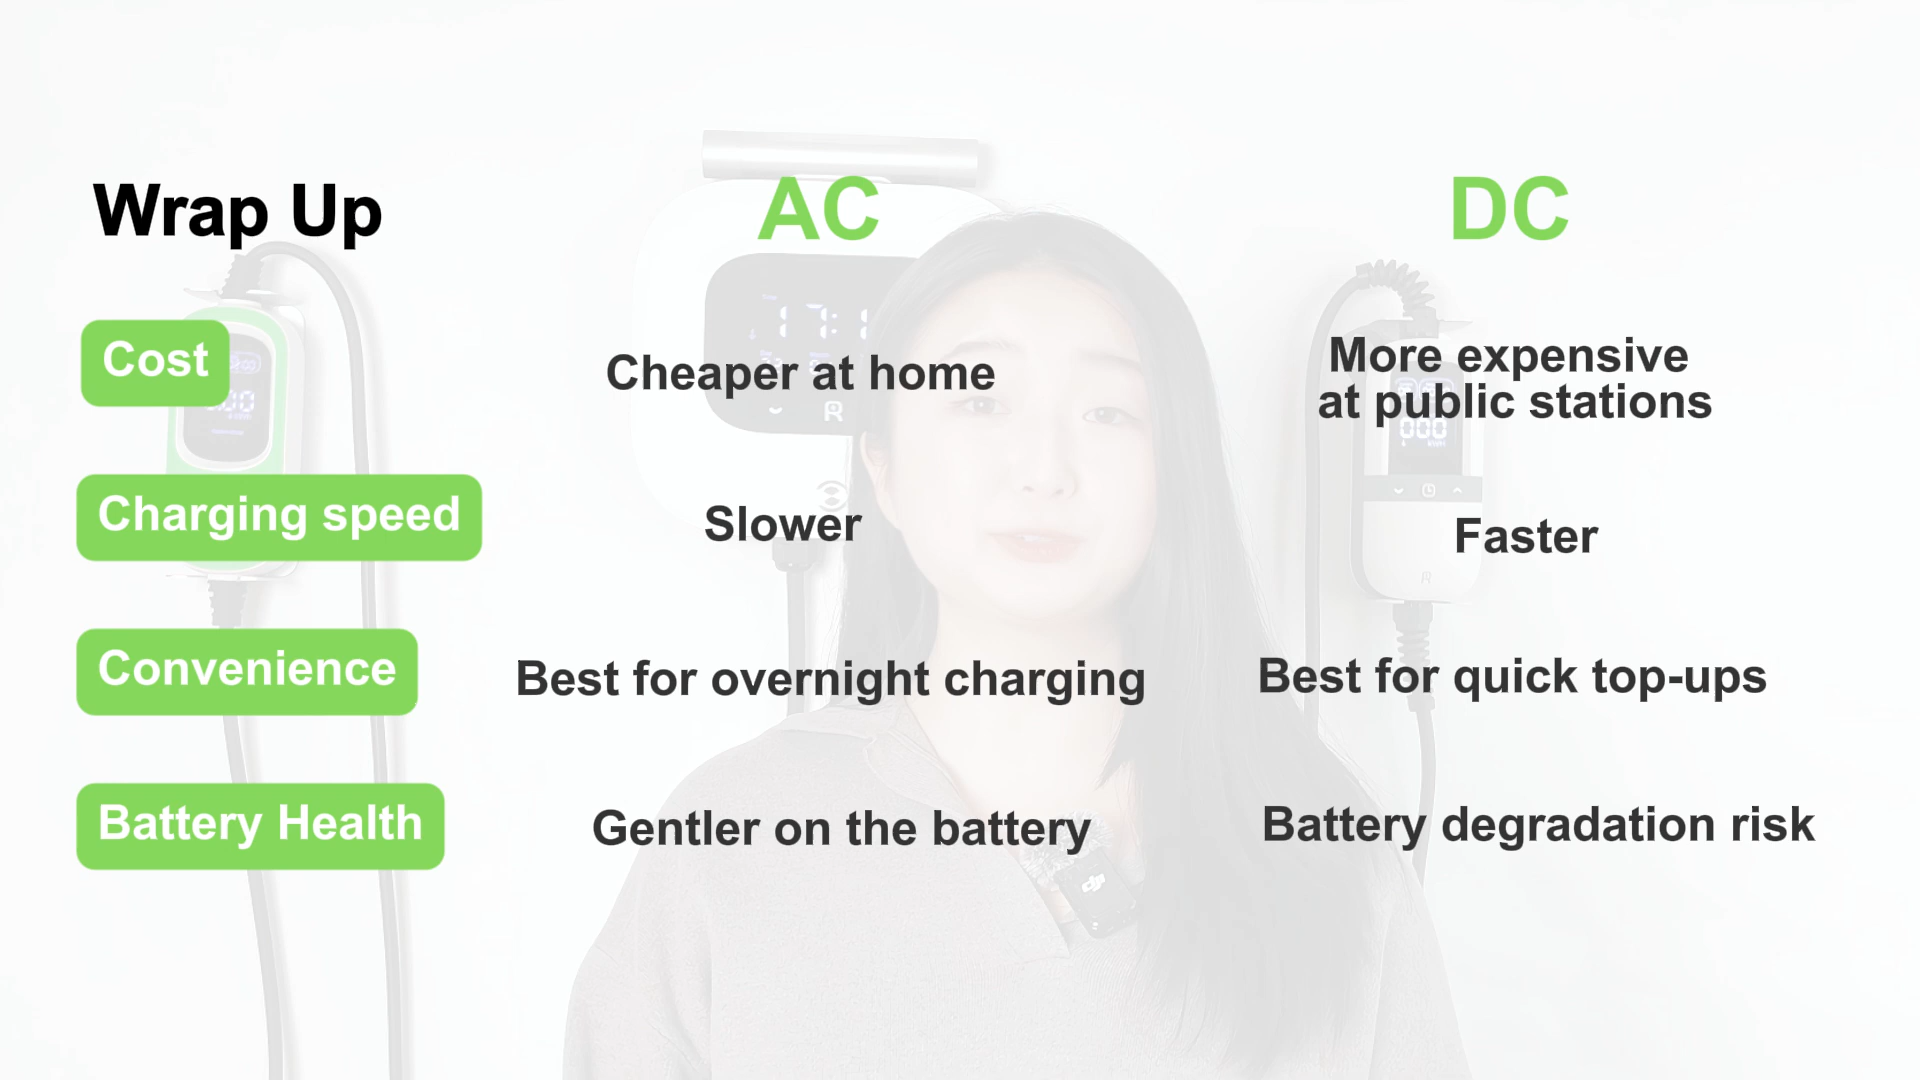 Wrap Up
AC
DC
Cost
Cheaper at home
More expensive
at public stations
Charging speed
Slower
Faster
Convenience
Best for overnight charging
Best for quick top-ups
Battery Health
Gentler on the battery
Battery degradation risk